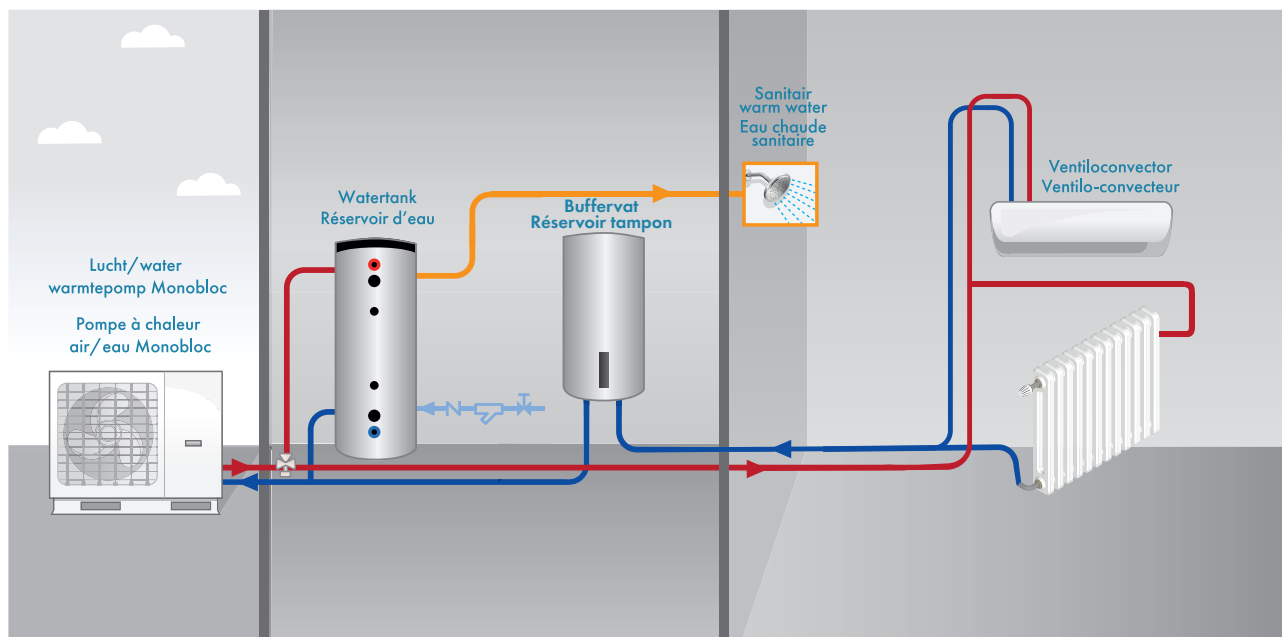 Lucht/water
warmtepomp Monobloc
Pompe à chaleur
air/eau Monobloc
Watertank
Réservoir d'eau
Buffervat
Réservoir tampon
Sanitair
warm water
Eau chaude
sanitaire
Ventiloconvector
Ventilo-convecteur